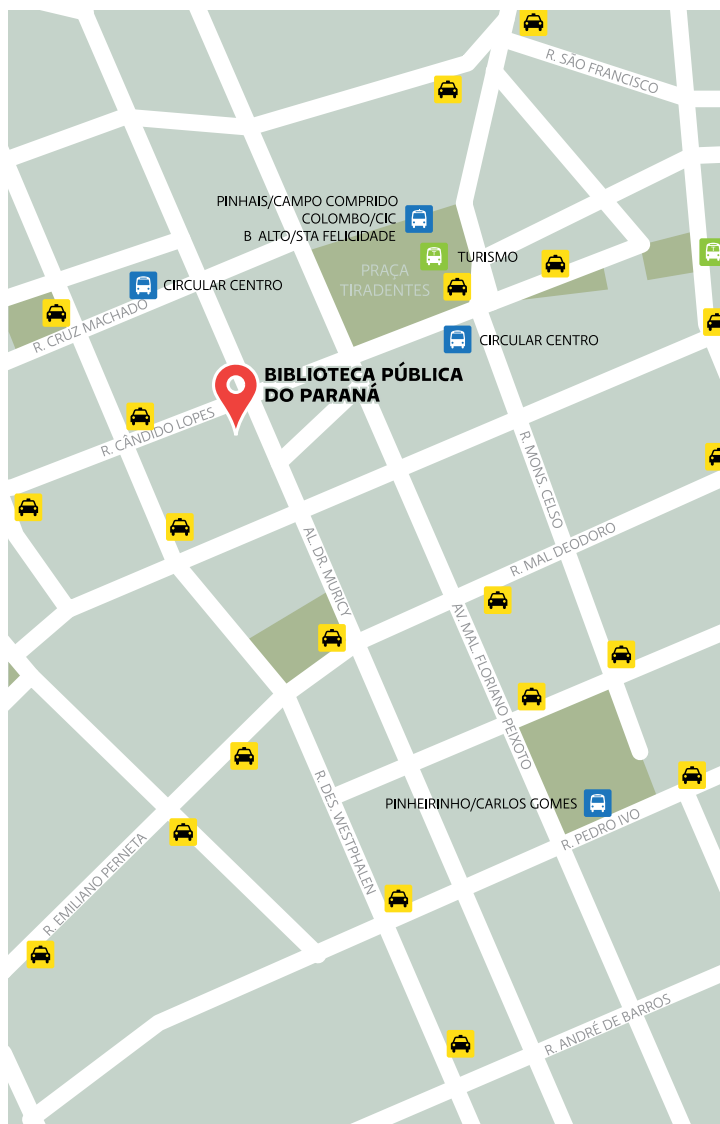 R. SÃO FRANCISCO
PINHAIS/CAMPO COMPRIDO
COLOMBO/CIC
B ALTO/STA FELICIDADE
TURISMO
PRAÇA
TIRADENTES
CIRCULAR CENTRO
R. CRUZ MACHADO
CIRCULAR CENTRO
BIBLIOTECA PÚBLICA
DO PARANÁ
R. CÂNDIDO LOPES
R. MONS. CELSO
AL. DR. MURICY
R. MAL DEODORO
AV. MAL. FLORIANO PEIXOTO
R. DES. WESTPHALEN
PINHEIRINHO/CARLOS GOMES
R. PEDRO IVO
R. EMILIANO PERNETA
R. ANDRÉ DE BARROS